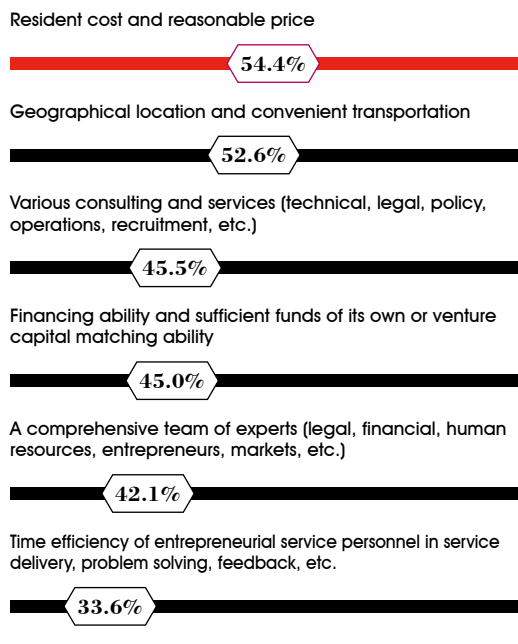 Resident cost and reasonable price
54.4%
Geographical location and convenient transportation
52.6%
Various consulting and services (technical, legal, policy,
operations, recruitment, etc.)
45.5%
Financing ability and sufficient funds of its own or venture
capital matching ability
45.0%
A comprehensive team of experts (legal, financial, human
resources, entrepreneurs, markets, etc.)
42.1%
Time efficiency of entrepreneurial service personnel in service
delivery, problem solving, feedback, etc.
33.6%